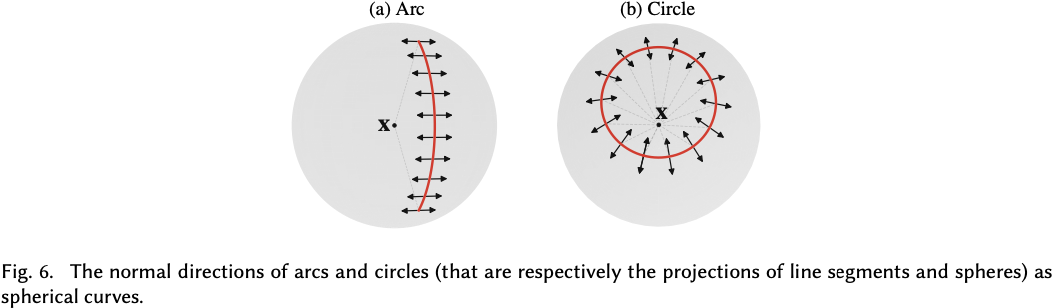 (a) Arc
(b) Circle
x
x
Fig. 6. The normal directions of arcs and circles (that are respectively the projections of line segments and spheres) as
spherical curves.